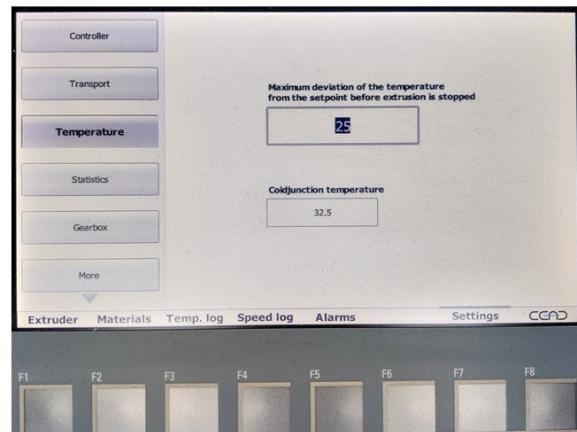 Controller
Transport
Temperature
Statistics
Gearbox
More
Maximum deviation of the temperature
from the setpoint before extrusion is stopped
25
Coldjunction temperature
32.5
Extruder Materials Temp. log Speed log Alarms Settings CEAD
F1 F2 F3 F4 F5 F6 F7 F8